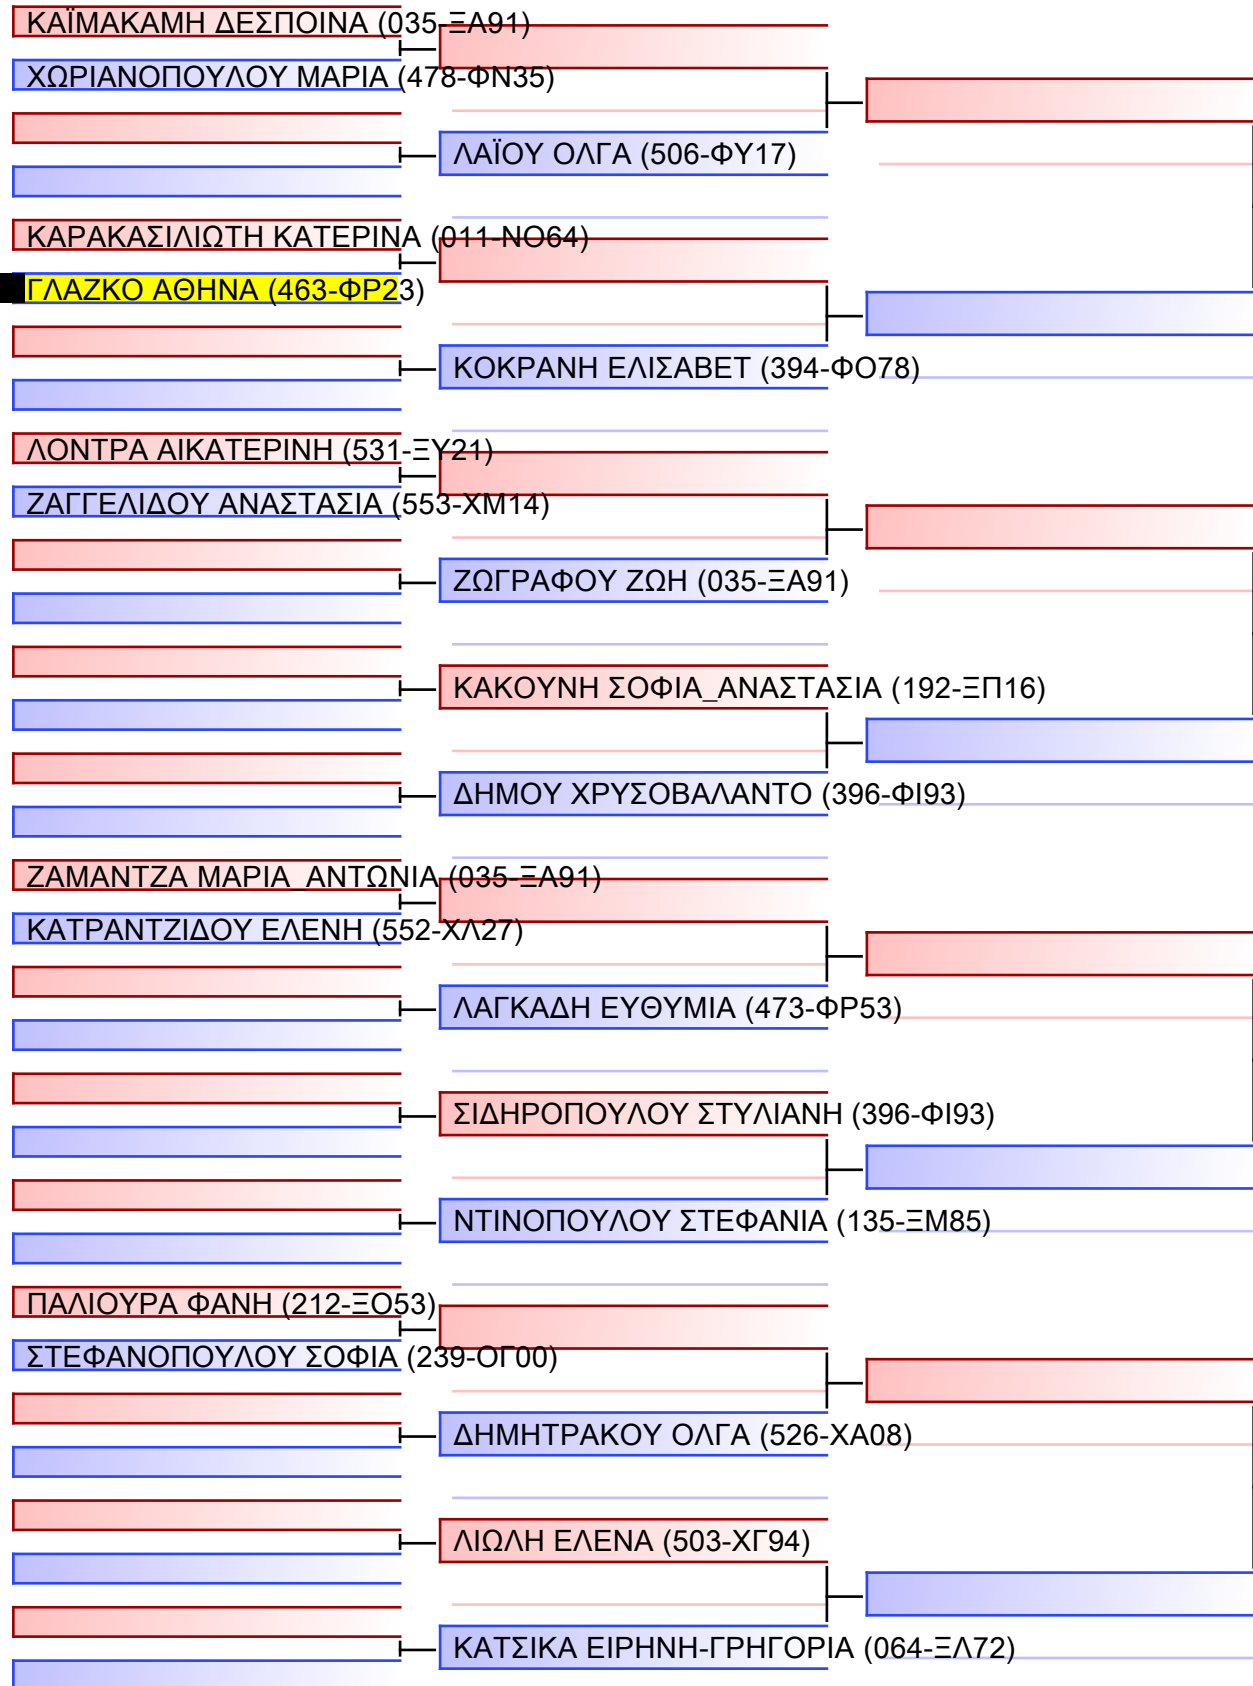 ΚΑΪΜΑΚΑΜΗ ΔΕΣΠΟΙΝΑ (035-ΞΑ91)
ΧΩΡΙΑΝΟΠΟΥΛΟΥ ΜΑΡΙΑ (478-ΦΝ35)
ΛΑΪΟΥ ΟΛΓΑ (506-ΦΥ17)
ΚΑΡΑΚΑΣΙΛΙΩΤΗ ΚΑΤΕΡΙΝΑ (011-ΝΟ64)
ΓΛΑΖΚΟ ΑΘΗΝΑ (463-ΦΡ23)
ΚΟΚΡΑΝΗ ΕΛΙΣΑΒΕΤ (394-ΦΟ78)
ΛΟΝΤΡΑ ΑΙΚΑΤΕΡΙΝΗ (531-ΞΥ21)
ΖΑΓΓΕΛΙΔΟΥ ΑΝΑΣΤΑΣΙΑ (553-ΧΜ14)
ΖΩΓΡΑΦΟΥ ΖΩΗ (035-ΞΑ91)
ΚΑΚΟΥΝΗ ΣΟΦΙΑ_ΑΝΑΣΤΑΣΙΑ (192-ΞΠ16)
ΔΗΜΟΥ ΧΡΥΣΟΒΑΛΑΝΤΟ (396-ΦΙ93)
ΖΑΜΑΝΤΖΑ ΜΑΡΙΑ_ΑΝΤΩΝΙΑ (035-ΞΑ91)
ΚΑΤΡΑΝΤΖΙΔΟΥ ΕΛΕΝΗ (552-ΧΛ27)
ΛΑΓΚΑΔΗ ΕΥΘΥΜΙΑ (473-ΦΡ53)
ΣΙΔΗΡΟΠΟΥΛΟΥ ΣΤΥΛΙΑΝΗ (396-ΦΙ93)
ΝΤΙΝΟΠΟΥΛΟΥ ΣΤΕΦΑΝΙΑ (135-ΞΜ85)
ΠΑΛΙΟΥΡΑ ΦΑΝΗ (212-ΞΟ53)
ΣΤΕΦΑΝΟΠΟΥΛΟΥ ΣΟΦΙΑ (239-ΟΓ00)
ΔΗΜΗΤΡΑΚΟΥ ΟΛΓΑ (526-ΧΑ08)
ΛΙΩΛΗ ΕΛΕΝΑ (503-ΧΓ94)
ΚΑΤΣΙΚΑ ΕΙΡΗΝΗ-ΓΡΗΓΟΡΙΑ (064-ΞΛ72)